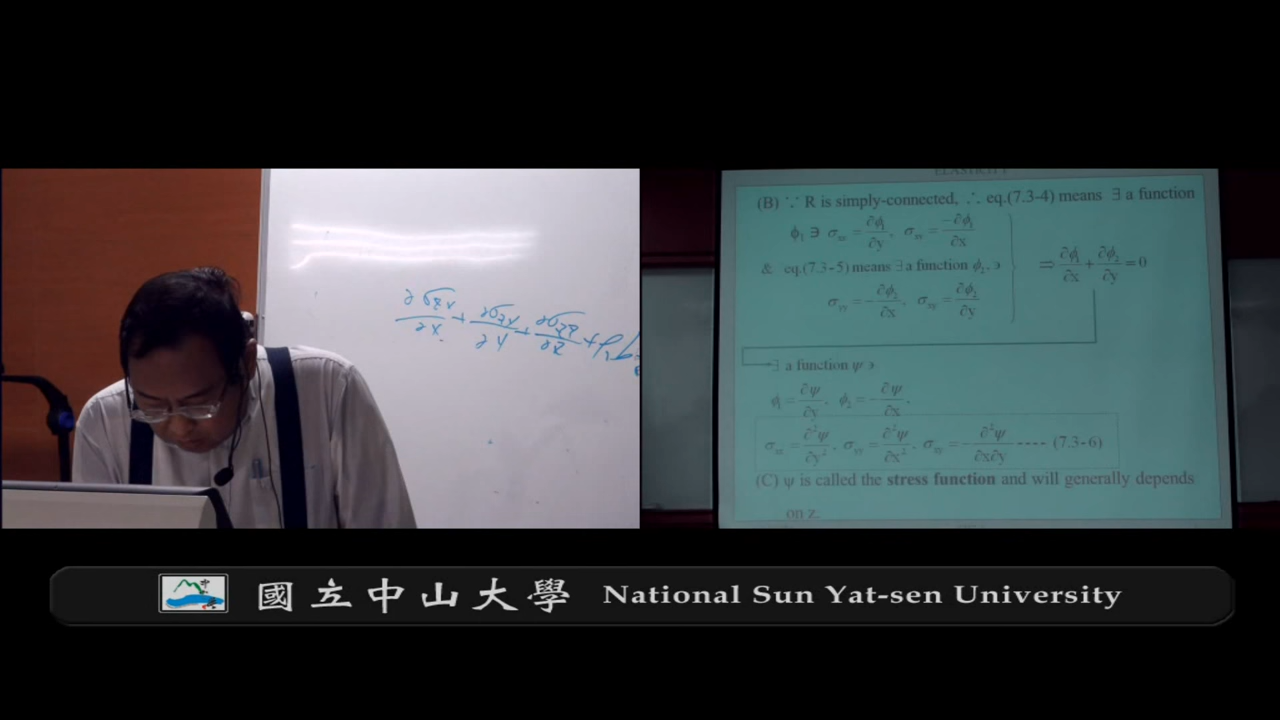 ∂σzx/∂x + ∂σzy/∂y + ∂σzz/∂z +
ELASTICITY
(B) ∵ R is simply-connected, ∴ eq.(7.3-4) means ∃ a function
ϕ₁ ∋ σxx = ∂ϕ₁/∂y, σxy = -∂ϕ₁/∂x
& eq.(7.3-5) means ∃ a function ϕ₂, ∋
σyy = -∂ϕ₂/∂x, σxy = ∂ϕ₂/∂y
⇒ ∂ϕ₁/∂x + ∂ϕ₂/∂y = 0
∃ a function ψ ∋
ϕ₁ = ∂ψ/∂y, ϕ₂ = -∂ψ/∂x.
σxx = ∂²ψ/∂y², σyy = ∂²ψ/∂x², σxy = -∂²ψ/∂x∂y ---- (7.3-6)
(C) ψ is called the stress function and will generally depends
on z.
國立中山大學 National Sun Yat-sen University